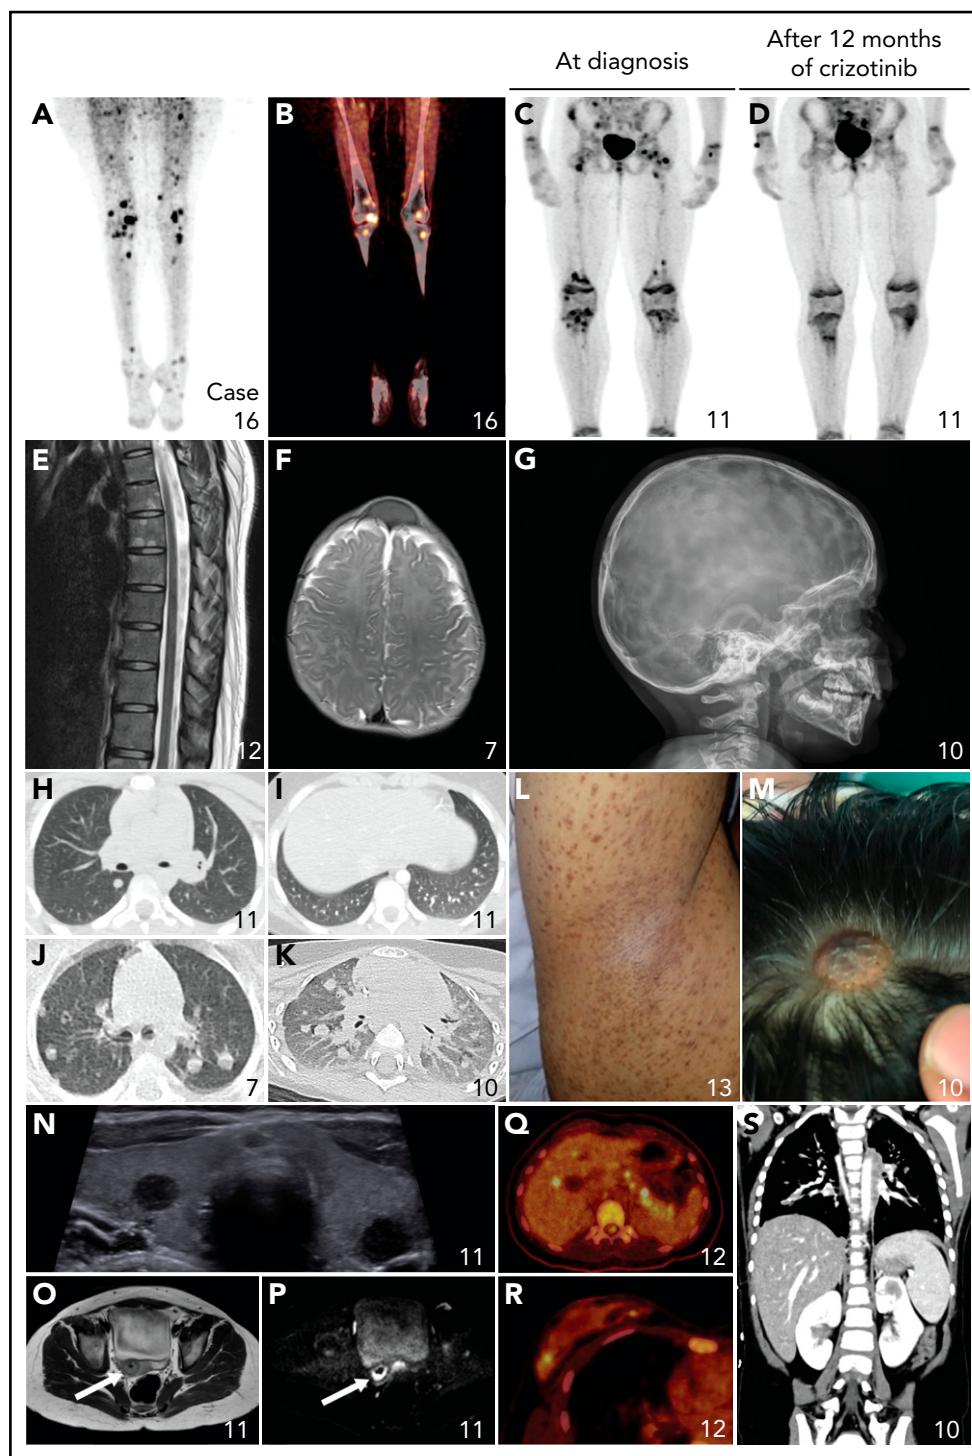 At diagnosis
After 12 months
of crizotinib
A
Case
16
B
16
C
11
D
11
E
12
F
7
G
10
H
11
I
11
J
7
K
10
L
13
M
10
N
11
O
11
P
11
Q
12
R
12
S
10